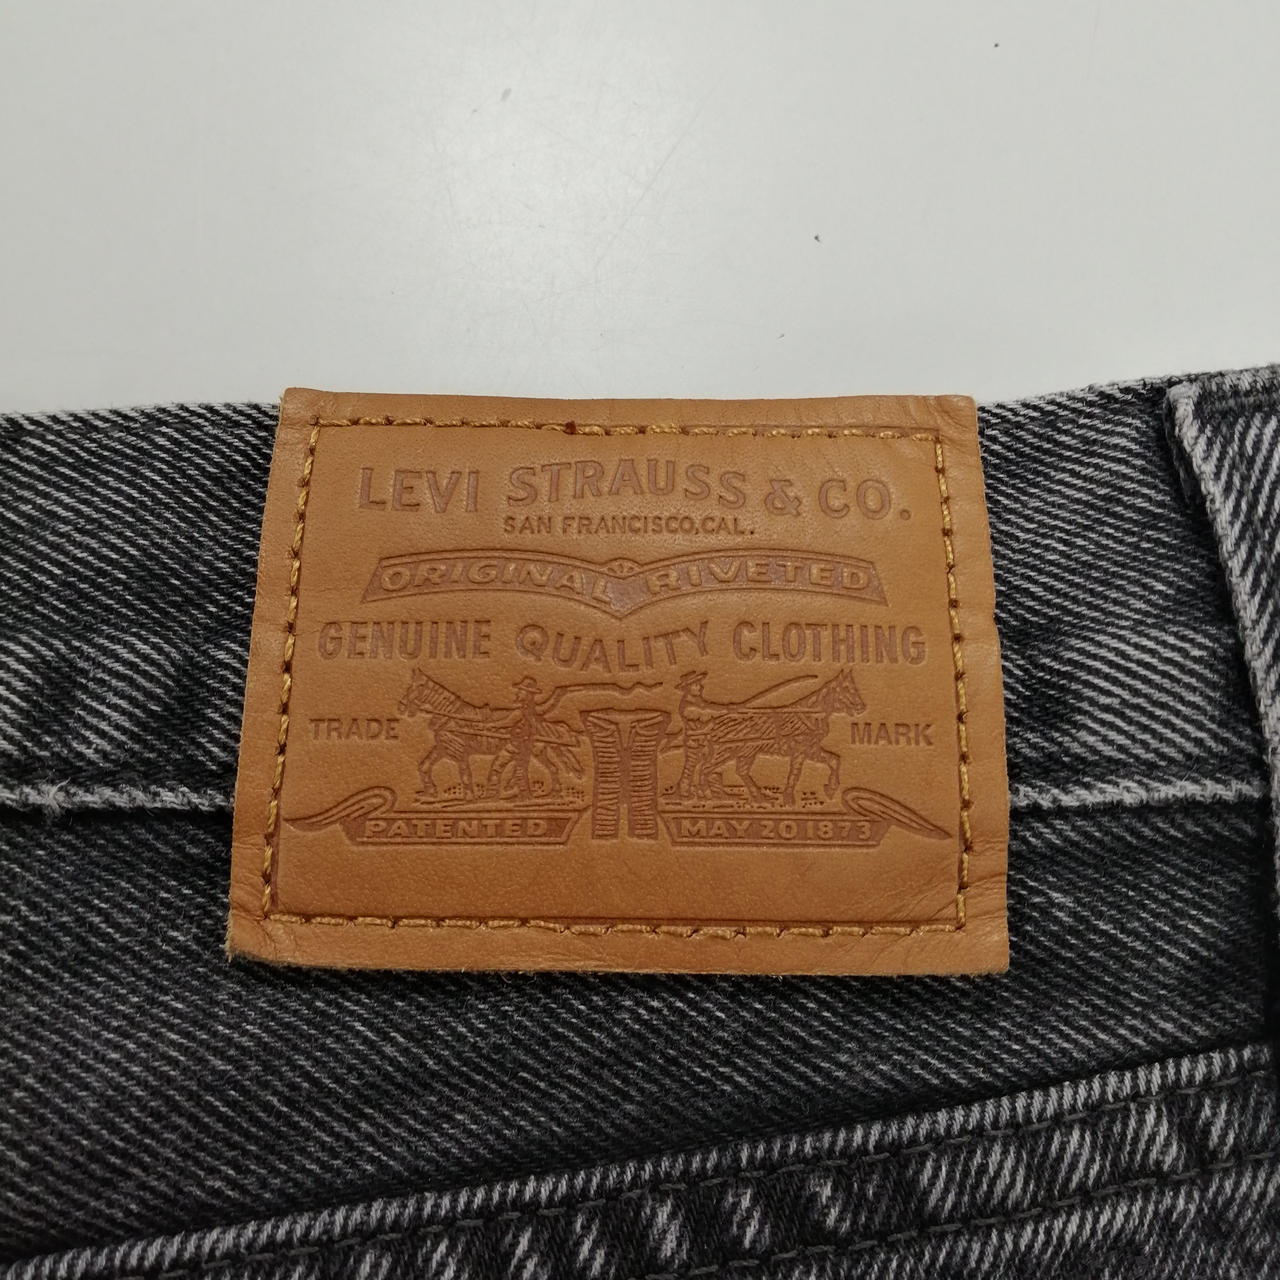 LEVI STRAUSS & CO.
SAN FRANCISCO, CAL.
ORIGINAL RIVETED
GENUINE QUALITY CLOTHING
TRADE MARK
PATENTED MAY 20 1873